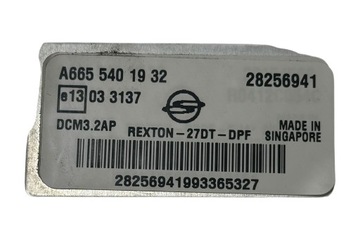 A665 540 19 32 28256941
e13 03 3137
DCM3.2AP REXTON-27DT-DPF MADE IN SINGAPORE
28256941993365327